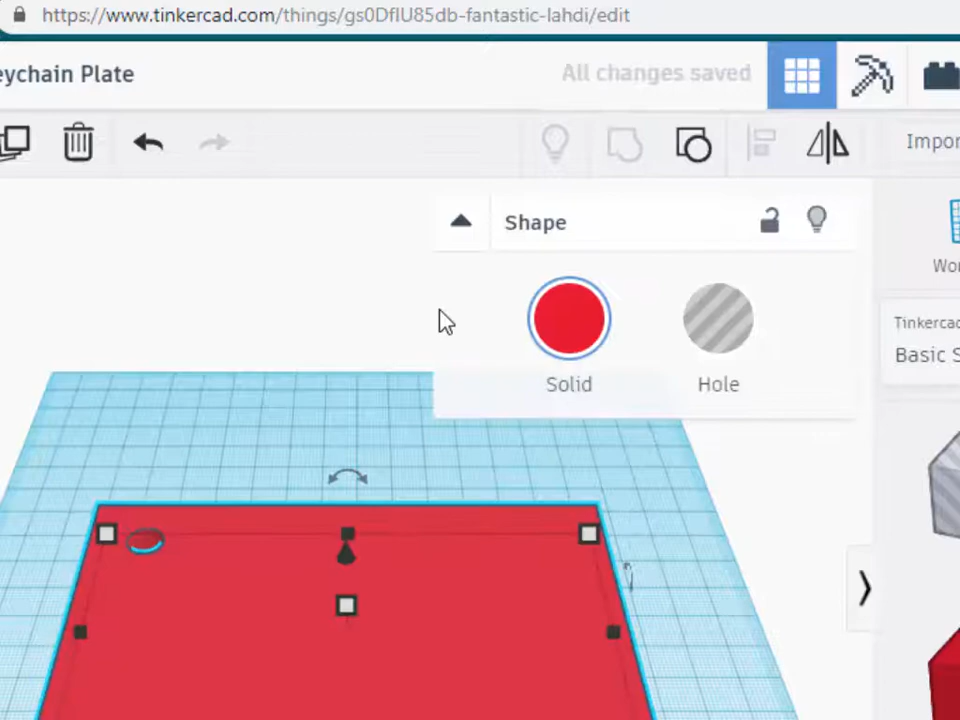 https://www.tinkercad.com/things/gs0DflU85db-fantastic-lahdi/edit
eychain Plate
All changes saved
Impor
Shape
Solid
Hole
Wor
Tinkercad
Basic S